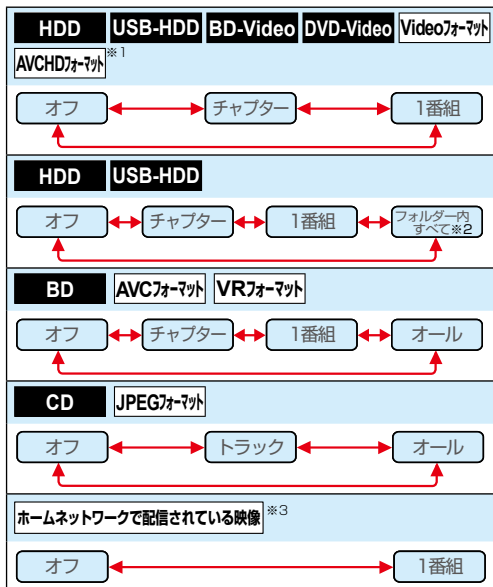 HDD USB-HDD BD-Video DVD-Video Videoフォーマット
AVCHDフォーマット※1
オフ チャプター 1番組
HDD USB-HDD
オフ チャプター 1番組 フォルダー内
すべて※2
BD AVCフォーマット VRフォーマット
オフ チャプター 1番組 オール
CD JPEGフォーマット
オフ トラック オール
ホームネットワークで配信されている映像※3
オフ 1番組